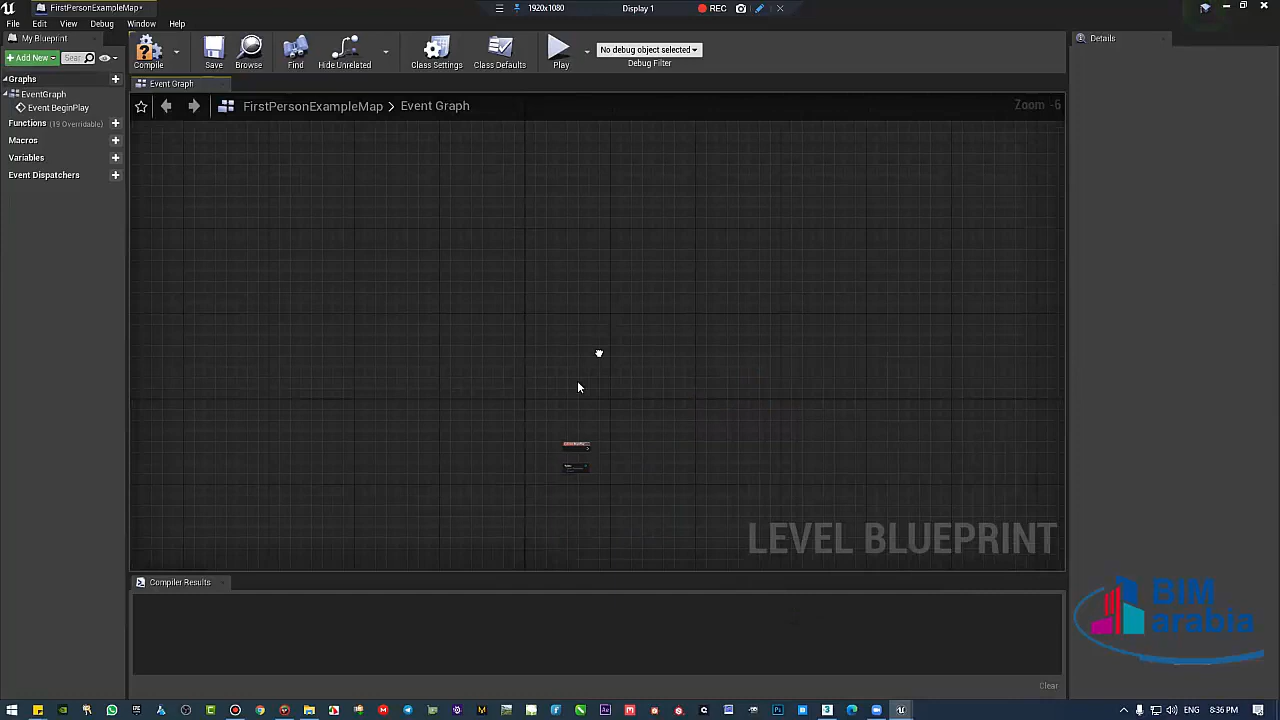 FirstPersonExampleMap•
1920x1080
Display 1
REC
File
Edit
View
Debug
Window
Help
My Blueprint
Details
Add New
Sear
Compile
Save
Browse
Find
Hide Unrelated
Class Settings
Class Defaults
Play
No debug object selected
Debug Filter
Graphs
EventGraph
Event BeginPlay
Functions (19 Overridable)
Macros
Variables
Event Dispatchers
Event Graph
FirstPersonExampleMap > Event Graph
Zoom -6
LEVEL BLUEPRINT
Compiler Results
Clear
BIM
arabia
ENG
8:36 PM